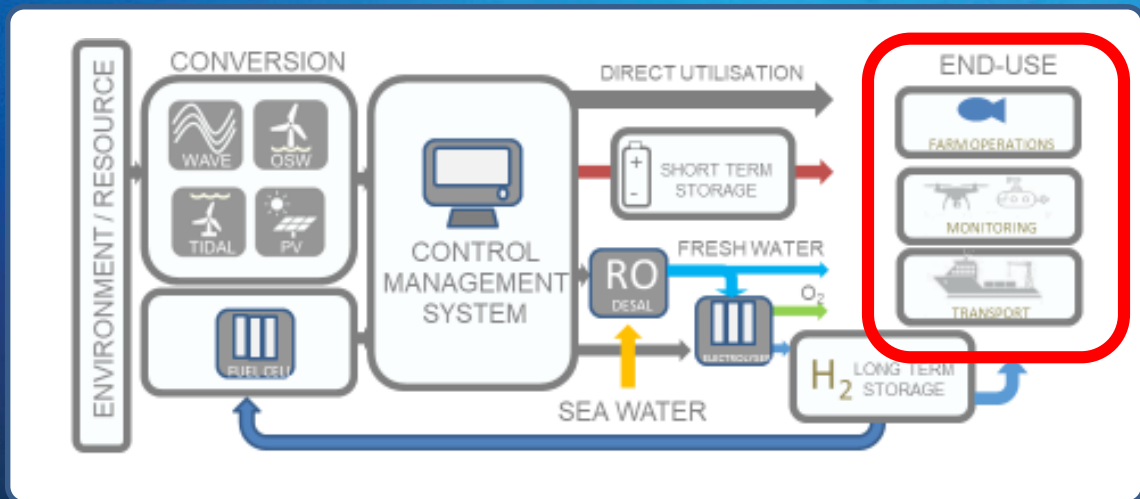 ENVIRONMENT / RESOURCE
CONVERSION
WAVE
OSW
TIDAL
PV
FUEL CELL
CONTROL
MANAGEMENT
SYSTEM
DIRECT UTILISATION
+
-
SHORT TERM
STORAGE
RO
DESAL
FRESH WATER
O2
ELECTROLYSER
SEA WATER
H2
LONG TERM
STORAGE
END-USE
FARM OPERATIONS
MONITORING
TRANSPORT